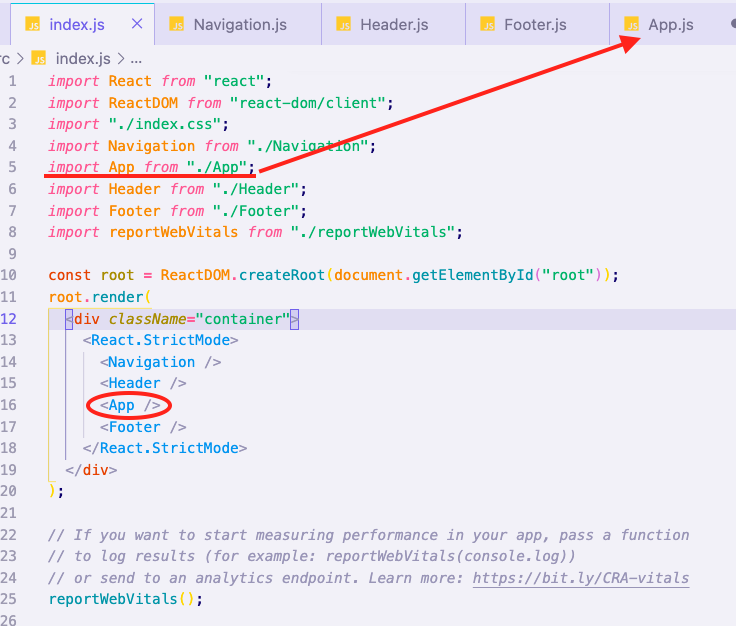 JS index.js × JS Navigation.js JS Header.js JS Footer.js JS App.js
rc > JS index.js > ...
1 import React from "react";
2 import ReactDOM from "react-dom/client";
3 import "./index.css";
4 import Navigation from "./Navigation";
5 import App from "./App";
6 import Header from "./Header";
7 import Footer from "./Footer";
8 import reportWebVitals from "./reportWebVitals";
9
10 const root = ReactDOM.createRoot(document.getElementById("root"));
11 root.render(
12 <div className="container">
13 <React.StrictMode>
14 <Navigation />
15 <Header />
16 <App />
17 <Footer />
18 </React.StrictMode>
19 </div>
20 );
21
22 // If you want to start measuring performance in your app, pass a function
23 // to log results (for example: reportWebVitals(console.log))
24 // or send to an analytics endpoint. Learn more: https://bit.ly/CRA-vitals
25 reportWebVitals();
26